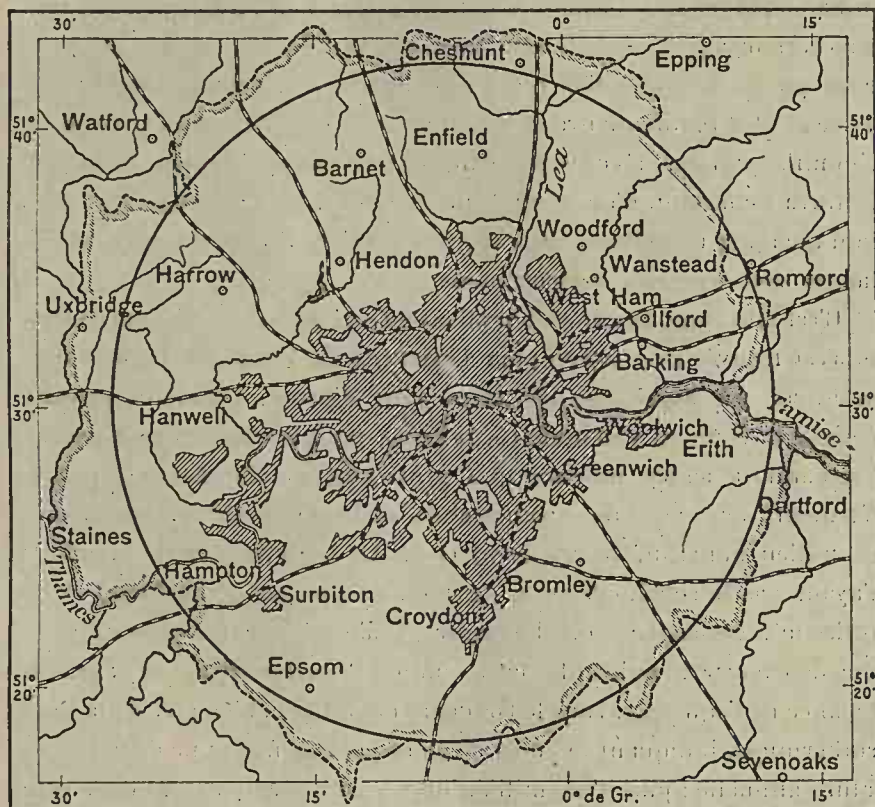 30' 15' 0° 15'
Cheshunt
Epping
51° 40' 51° 40'
Watford
Enfield
Barnet
Lea
Woodford
Hendon
Wanstead
Harrow
Romford
West Ham
Uxbridge
Ilford
Barking
51° 30' 51° 30'
Hanwell
Tamise
Woolwich
Erith
Greenwich
Dartford
Staines
Hampton
Thames
Surbiton
Bromley
Croydon
Epsom
51° 20' 51° 20'
Sevenoaks
30' 15' 0° de Gr. 15'